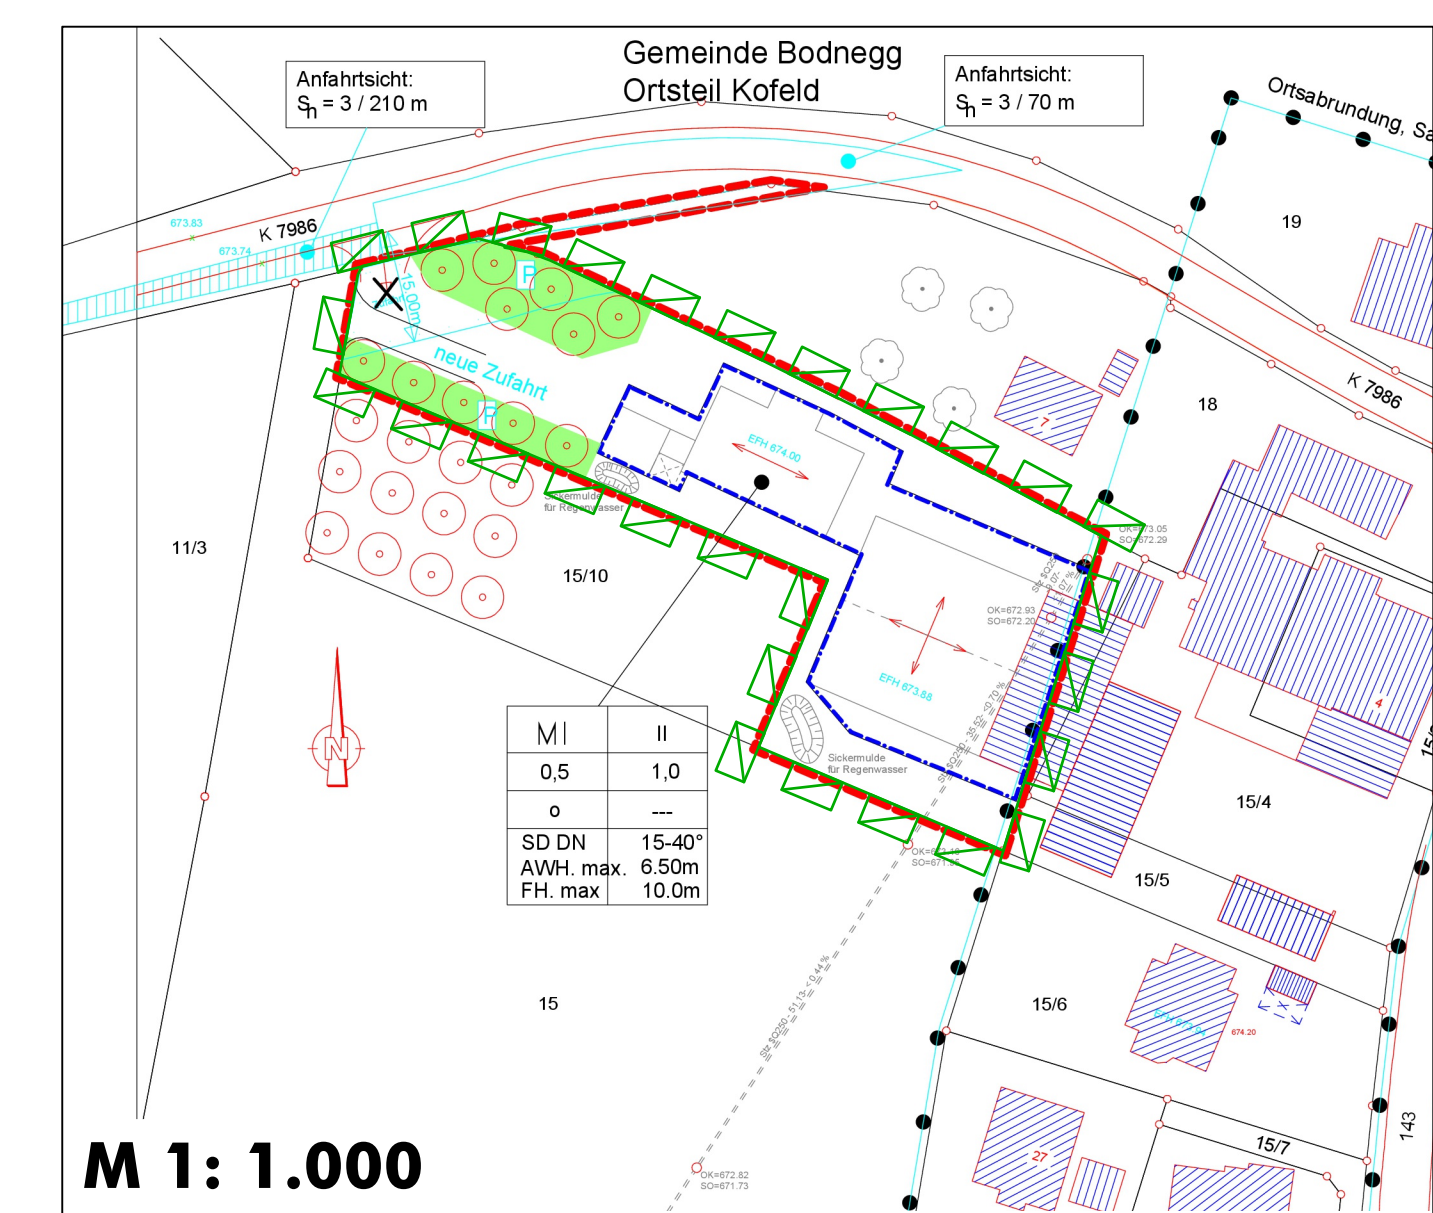 Gemeinde Bodnegg
Ortsteil Kofeld
Anfahrtsicht:
Sh = 3 / 210 m
Anfahrtsicht:
Sh = 3 / 70 m
Ortsabrundung, Sa
19
673.83
673.74
K 7986
15.00m
P
neue Zufahrt
P
K 7986
18
7
EFH 674.00
Sickermulde
für Regenwasser
11/3
15/10
OK=673.05
SO=672.29
OK=672.93
SO=672.20
EFH 673.88
4
N
MI II
0,5 1,0
o ---
SD DN 15-40°
AWH. max. 6.50m
FH. max 10.0m
Sickermulde
für Regenwasser
15/4
15/5
15
15/6
674.20
27
15/7
143
OK=672.82
SO=671.73
M 1: 1.000